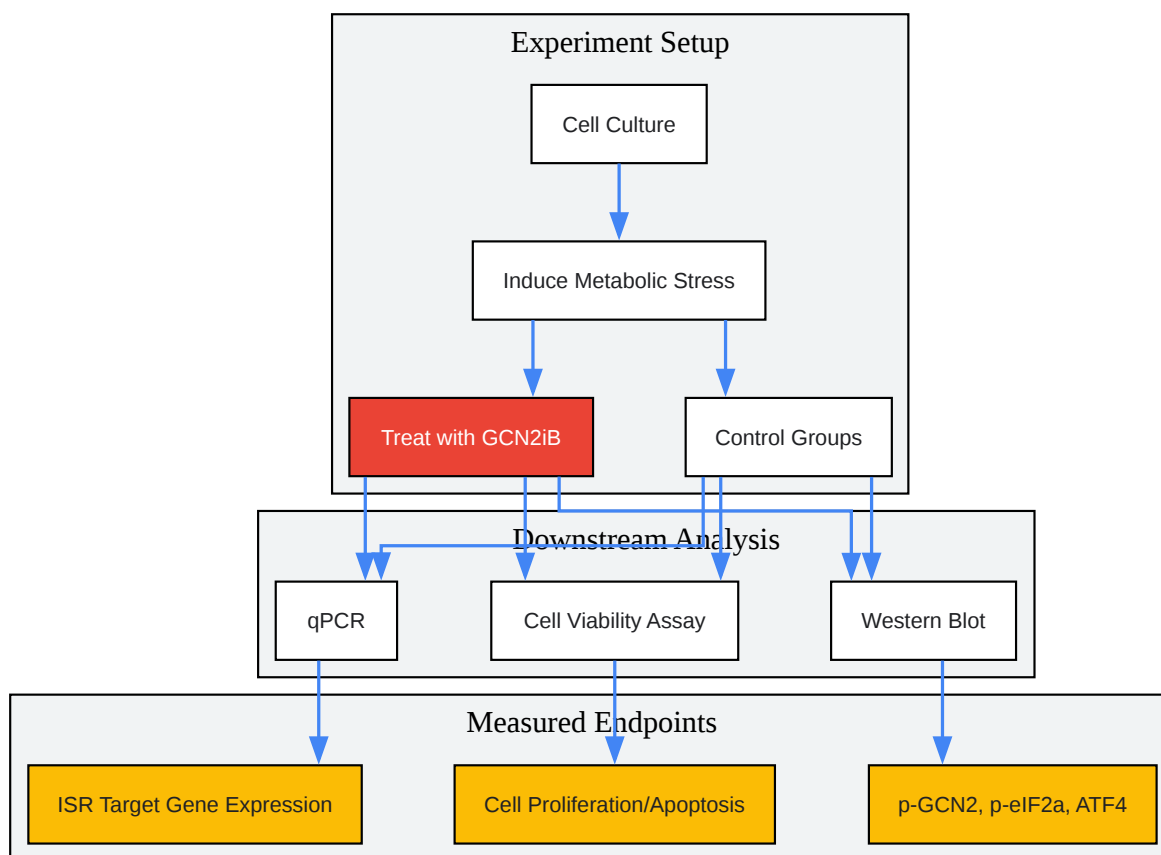 Experiment Setup
Cell Culture
Induce Metabolic Stress
Treat with GCN2iB
Control Groups
Downstream Analysis
qPCR
Cell Viability Assay
Western Blot
Measured Endpoints
ISR Target Gene Expression
Cell Proliferation/Apoptosis
p-GCN2, p-eIF2a, ATF4